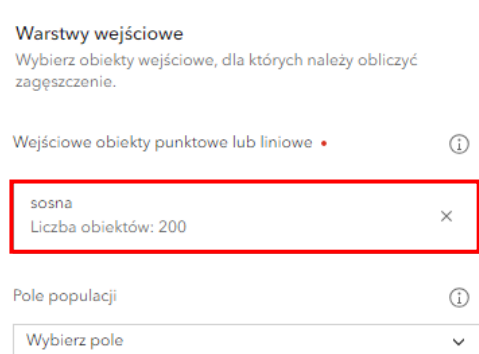 Warstwy wejściowe
Wybierz obiekty wejściowe, dla których należy obliczyć
zagęszczenie.
Wejściowe obiekty punktowe lub liniowe •
sosna
Liczba obiektów: 200
Pole populacji
Wybierz pole